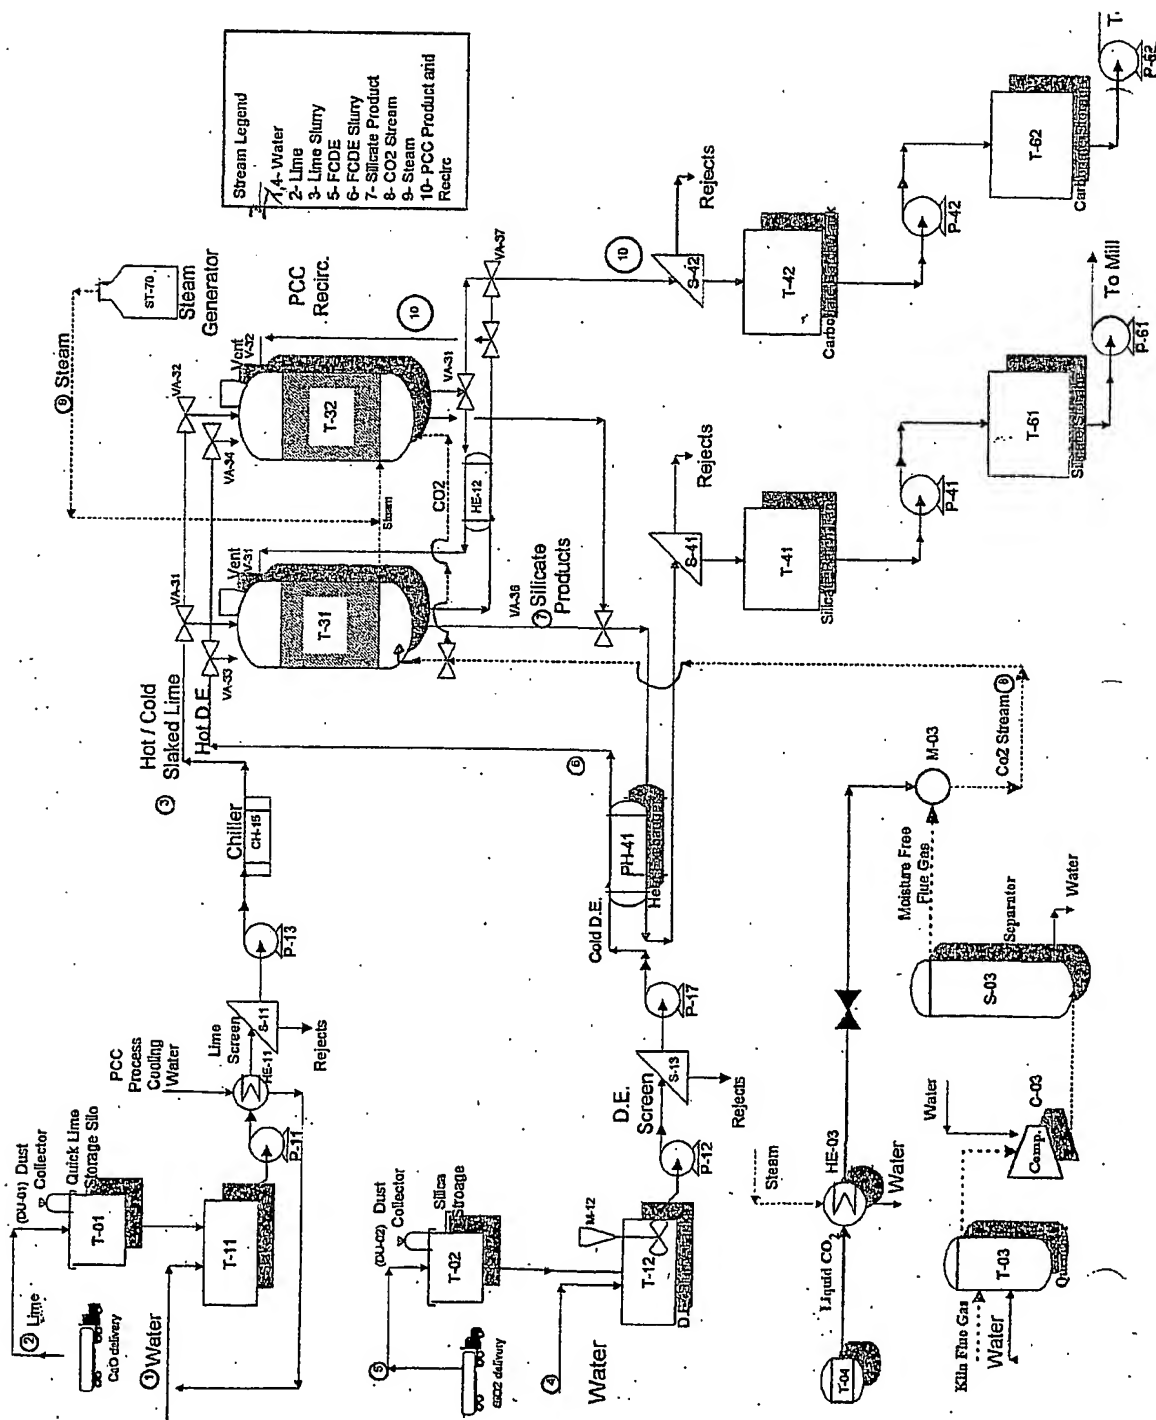 Stream Legend
1,4- Water
2- Lime
3- Lime Slurry
5- FCDE
6- FCDE Slurry
7- Silicate Product
8- CO2 Stream
9- Steam
10- PCC Product and
Recirc
(DU-01) Dust
Collector
Quick Lime
Storage Silo
T-01
2 Lime
CaO delivery
1 Water
T-11
P-11
PCC
Process
Cooling
Water
HE-11
Lime
Screen
S-11
Rejects
P-13
Chiller
CH-15
3
Hot / Cold
Slaked Lime
Hot D.E.
VA-31
VA-33
VA-32
VA-34
Vent
V-31
T-31
Vent
V-32
T-32
9 Steam
ST-70
Steam
Generator
PCC
Recirc.
10
Steam
CO2
HE-12
VA-31
VA-37
VA-36
7 Silicate
Products
10
S-42
Rejects
T-42
P-42
T-62
P-62
(DU-02) Dust
Collector
Silica
Stroage
T-02
5
SiO2 delivery
4
Water
M-12
T-12
P-12
D.E.
Screen
S-13
Rejects
P-17
Cold D.E.
PH-41
6
S-41
Rejects
T-41
P-41
T-61
P-61
To Mill
T-04
Liquid CO2
Steam
HE-03
Water
M-03
Co2 Stream 8
Kiln Flue Gas
Water
T-03
Water
Comp.
C-03
S-03
Separator
Water
Moisture Free
Flue Gas